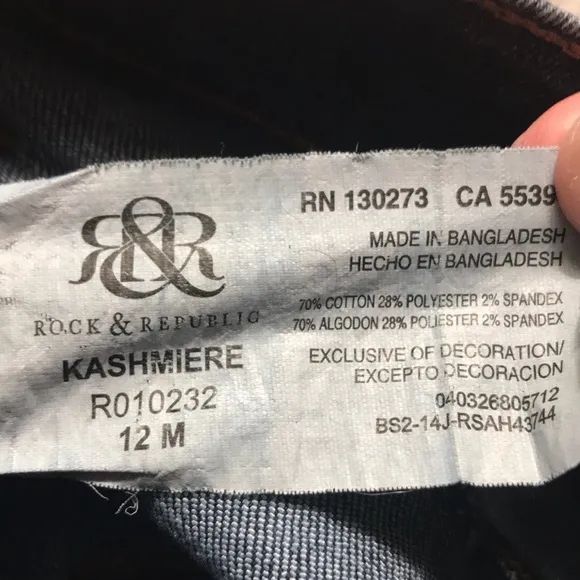 R&R
ROCK & REPUBLIC
KASHMIERE
R010232
12 M
RN 130273 CA 5539
MADE IN BANGLADESH
HECHO EN BANGLADESH
70% COTTON 28% POLYESTER 2% SPANDEX
70% ALGODON 28% POLIESTER 2% SPANDEX
EXCLUSIVE OF DECORATION/
EXCEPTO DECORACION
040326805712
BS2-14J-RSAH43744